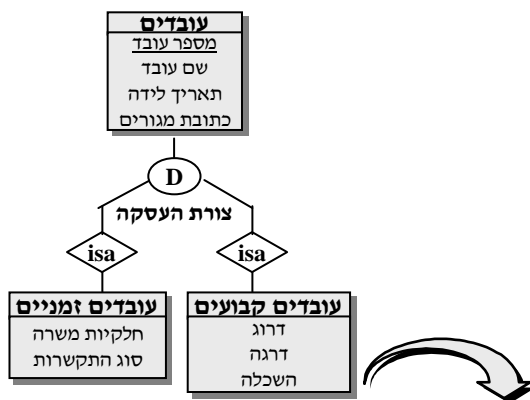 עובדים
מספר עובד
שם עובד
תאריך לידה
כתובת מגורים
D
צורת העסקה
isa
isa
עובדים קבועים
דרוג
דרגה
השכלה
עובדים זמניים
חלקיות משרה
סוג התקשרות